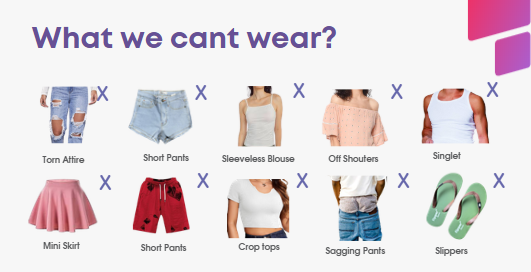 What we cant wear?
X
X
X
X
X
Torn Attire
Short Pants
Sleeveless Blouse
Off Shouters
Singlet
X
X
X
X
X
Mini Skirt
Short Pants
Crop tops
Sagging Pants
Slippers